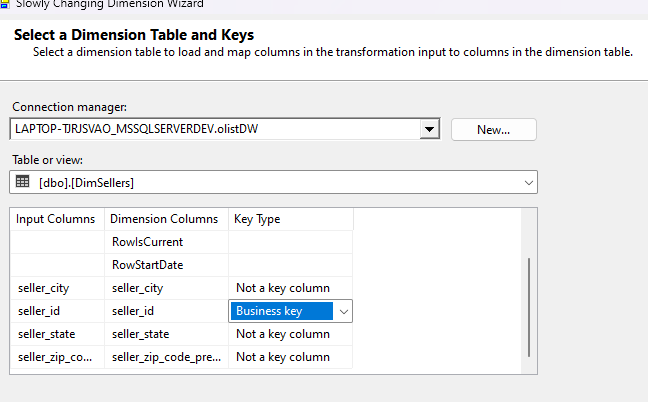 Slowly Changing Dimension Wizard
Select a Dimension Table and Keys
Select a dimension table to load and map columns in the transformation input to columns in the dimension table.
Connection manager:
LAPTOP-TJRJSVAO_MSSQLSERVERDEV.olistDW New...
Table or view:
[dbo].[DimSellers]
Input Columns Dimension Columns Key Type
RowIsCurrent
RowStartDate
seller_city seller_city Not a key column
seller_id seller_id Business key
seller_state seller_state Not a key column
seller_zip_co... seller_zip_code_pre... Not a key column